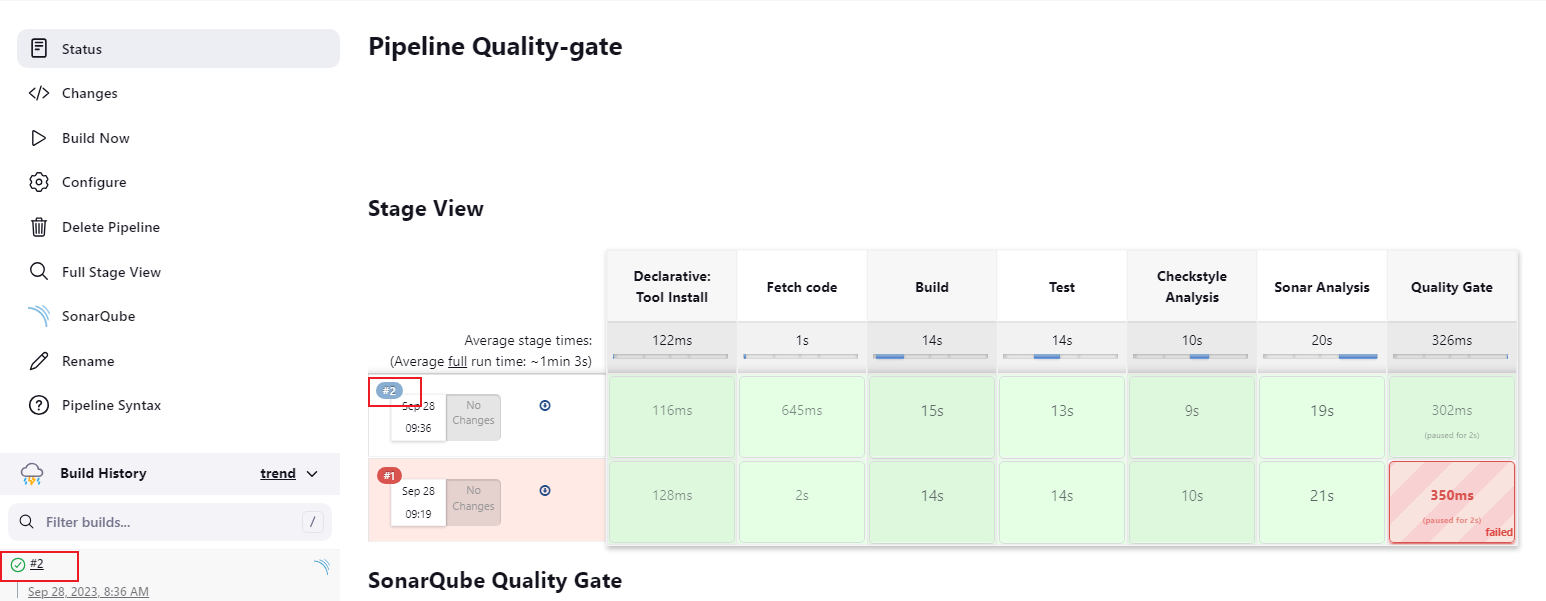 Status
Changes
Build Now
Configure
Delete Pipeline
Full Stage View
SonarQube
Rename
Pipeline Syntax
Build History
trend
Filter builds...
/
#2
Sep 28, 2023, 8:36 AM
Pipeline Quality-gate
Stage View
Declarative:
Tool Install
Fetch code
Build
Test
Checkstyle
Analysis
Sonar Analysis
Quality Gate
Average stage times:
(Average full run time: ~1min 3s)
122ms
1s
14s
14s
10s
20s
326ms
#2
Sep 28
09:36
No
Changes
116ms
645ms
15s
13s
9s
19s
302ms
(paused for 2s)
#1
Sep 28
09:19
No
Changes
128ms
2s
14s
14s
10s
21s
350ms
(paused for 2s)
failed
SonarQube Quality Gate